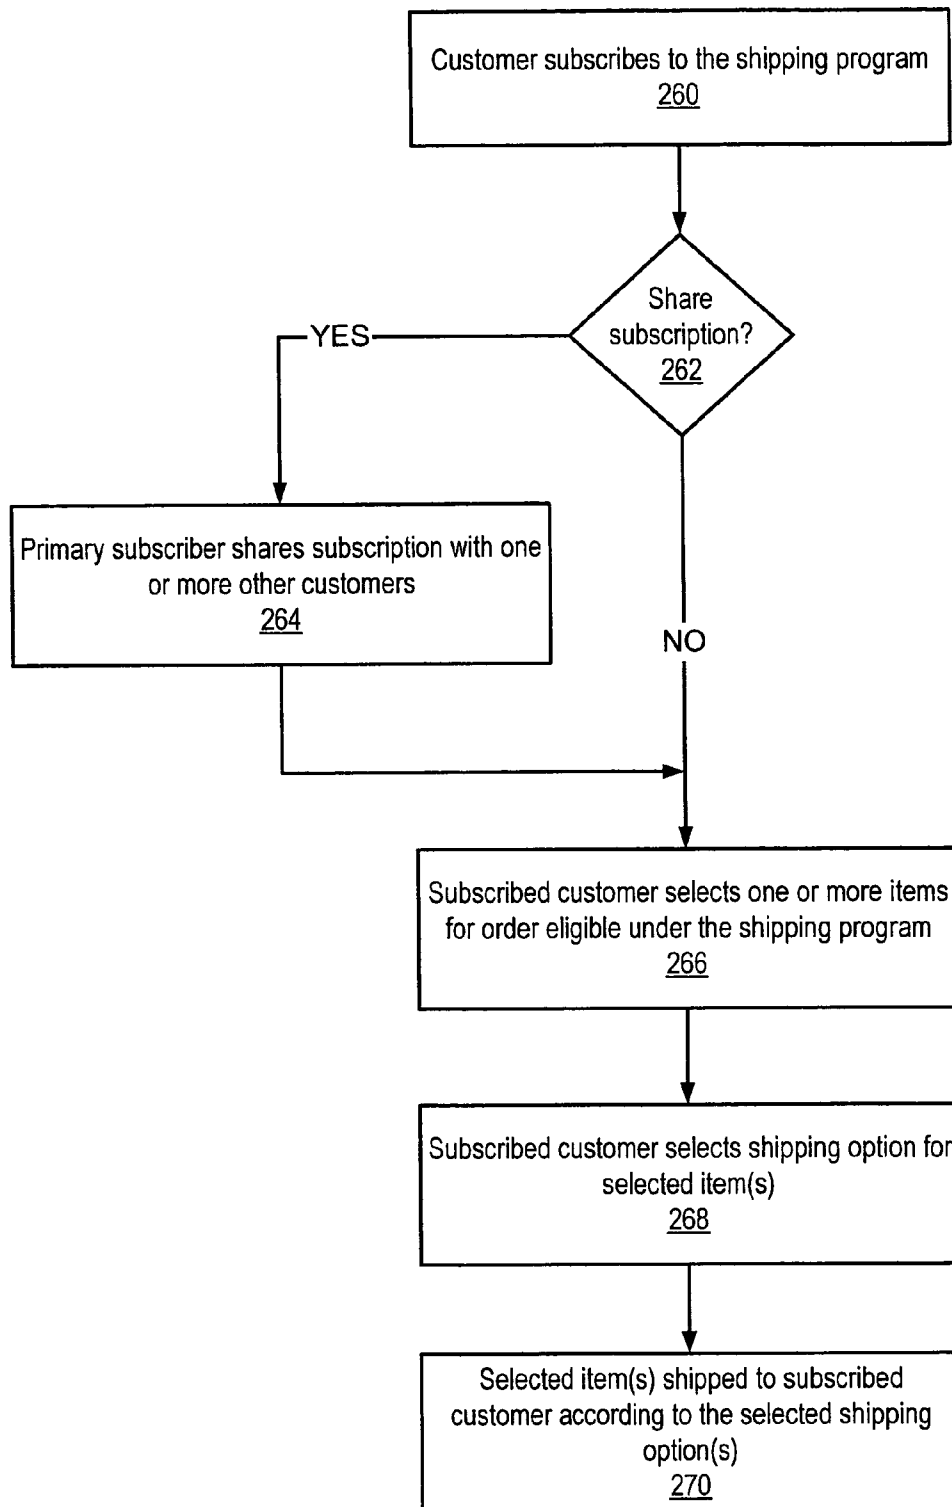 Customer subscribes to the shipping program
260
Share
subscription?
262
YES
Primary subscriber shares subscription with one
or more other customers
264
NO
Subscribed customer selects one or more items
for order eligible under the shipping program
266
Subscribed customer selects shipping option for
selected item(s)
268
Selected item(s) shipped to subscribed
customer according to the selected shipping
option(s)
270